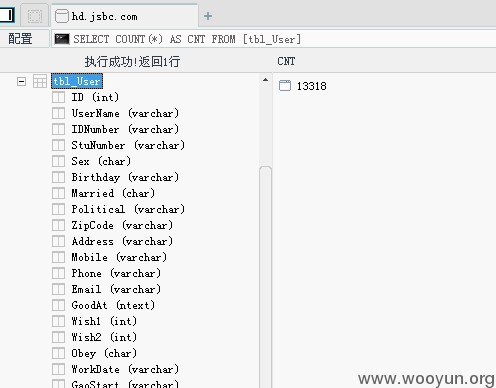 hd.jsbc.com
配置
SELECT COUNT(*) AS CNT FROM [tbl_User]
执行成功!返回1行
CNT
tbl_User
13318
ID (int)
UserName (varchar)
IDNumber (varchar)
StuNumber (varchar)
Sex (char)
Birthday (varchar)
Married (char)
Political (varchar)
ZipCode (varchar)
Address (varchar)
Mobile (varchar)
Phone (varchar)
Email (varchar)
GoodAt (ntext)
Wish1 (int)
Wish2 (int)
Obey (char)
WorkDate (varchar)
GaoStart (varchar)
www.wooyun.org